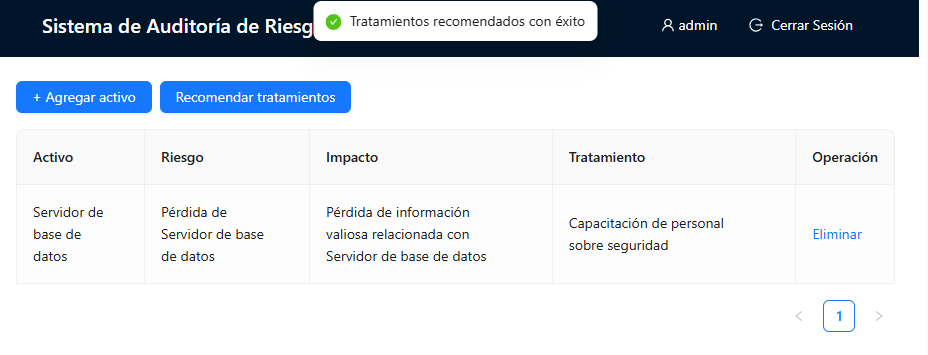 Sistema de Auditoría de Riesg
Tratamientos recomendados con éxito
admin
Cerrar Sesión
+ Agregar activo
Recomendar tratamientos
Activo
Riesgo
Impacto
Tratamiento
Operación
Servidor de
base de
datos
Pérdida de
Servidor de base
de datos
Pérdida de información
valiosa relacionada con
Servidor de base de datos
Capacitación de personal
sobre seguridad
Eliminar
< 1 >